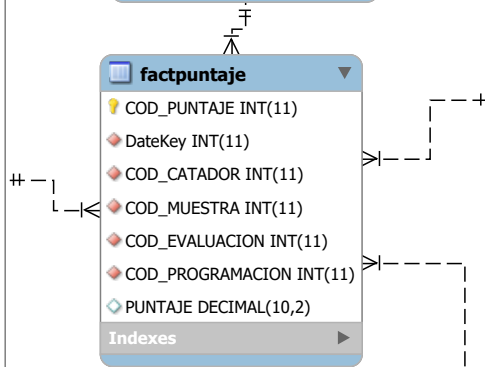 factpuntaje
COD_PUNTAJE INT(11)
DateKey INT(11)
COD_CATADOR INT(11)
COD_MUESTRA INT(11)
COD_EVALUACION INT(11)
COD_PROGRAMACION INT(11)
PUNTAJE DECIMAL(10,2)
Indexes